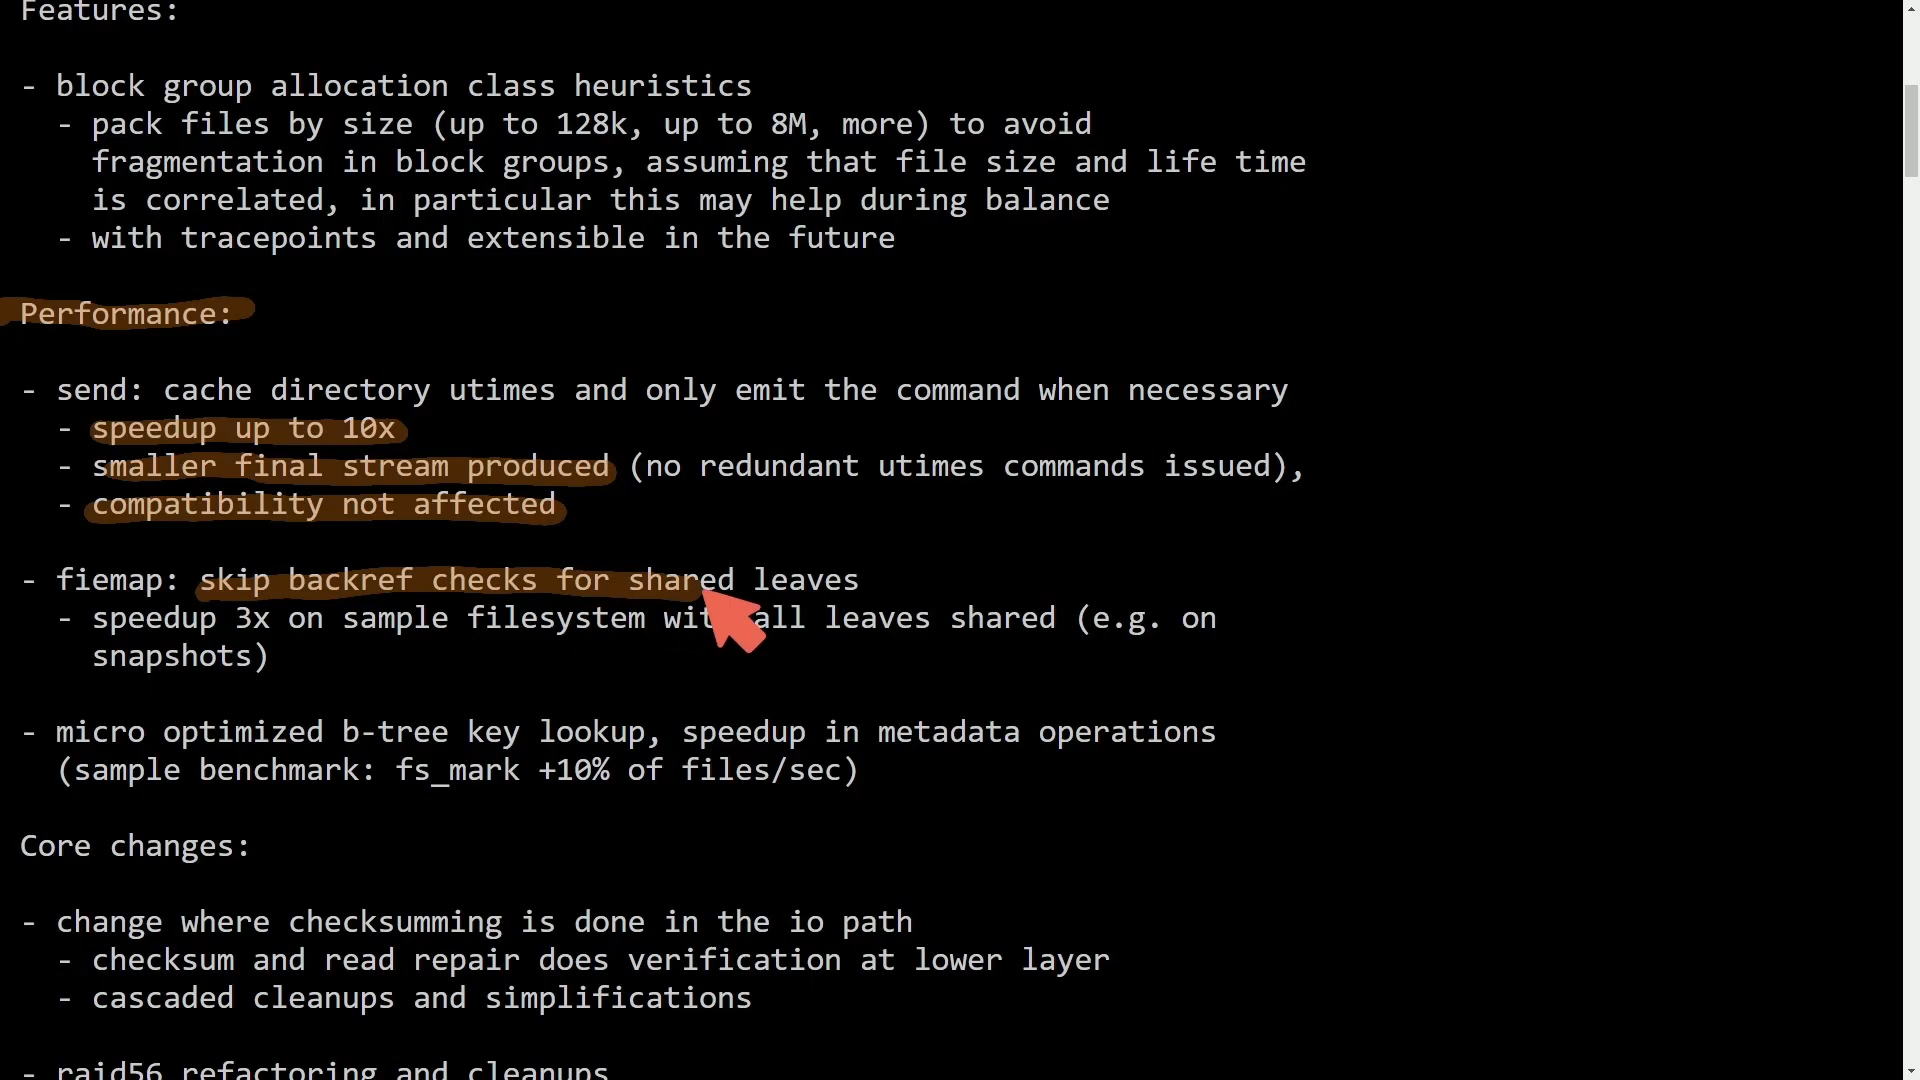 Features:
- block group allocation class heuristics
- pack files by size (up to 128k, up to 8M, more) to avoid
fragmentation in block groups, assuming that file size and life time
is correlated, in particular this may help during balance
- with tracepoints and extensible in the future
Performance:
- send: cache directory utimes and only emit the command when necessary
- speedup up to 10x
- smaller final stream produced (no redundant utimes commands issued),
- compatibility not affected
- fiemap: skip backref checks for shared leaves
- speedup 3x on sample filesystem with all leaves shared (e.g. on
snapshots)
- micro optimized b-tree key lookup, speedup in metadata operations
(sample benchmark: fs_mark +10% of files/sec)
Core changes:
- change where checksumming is done in the io path
- checksum and read repair does verification at lower layer
- cascaded cleanups and simplifications
- raid56 refactoring and cleanups